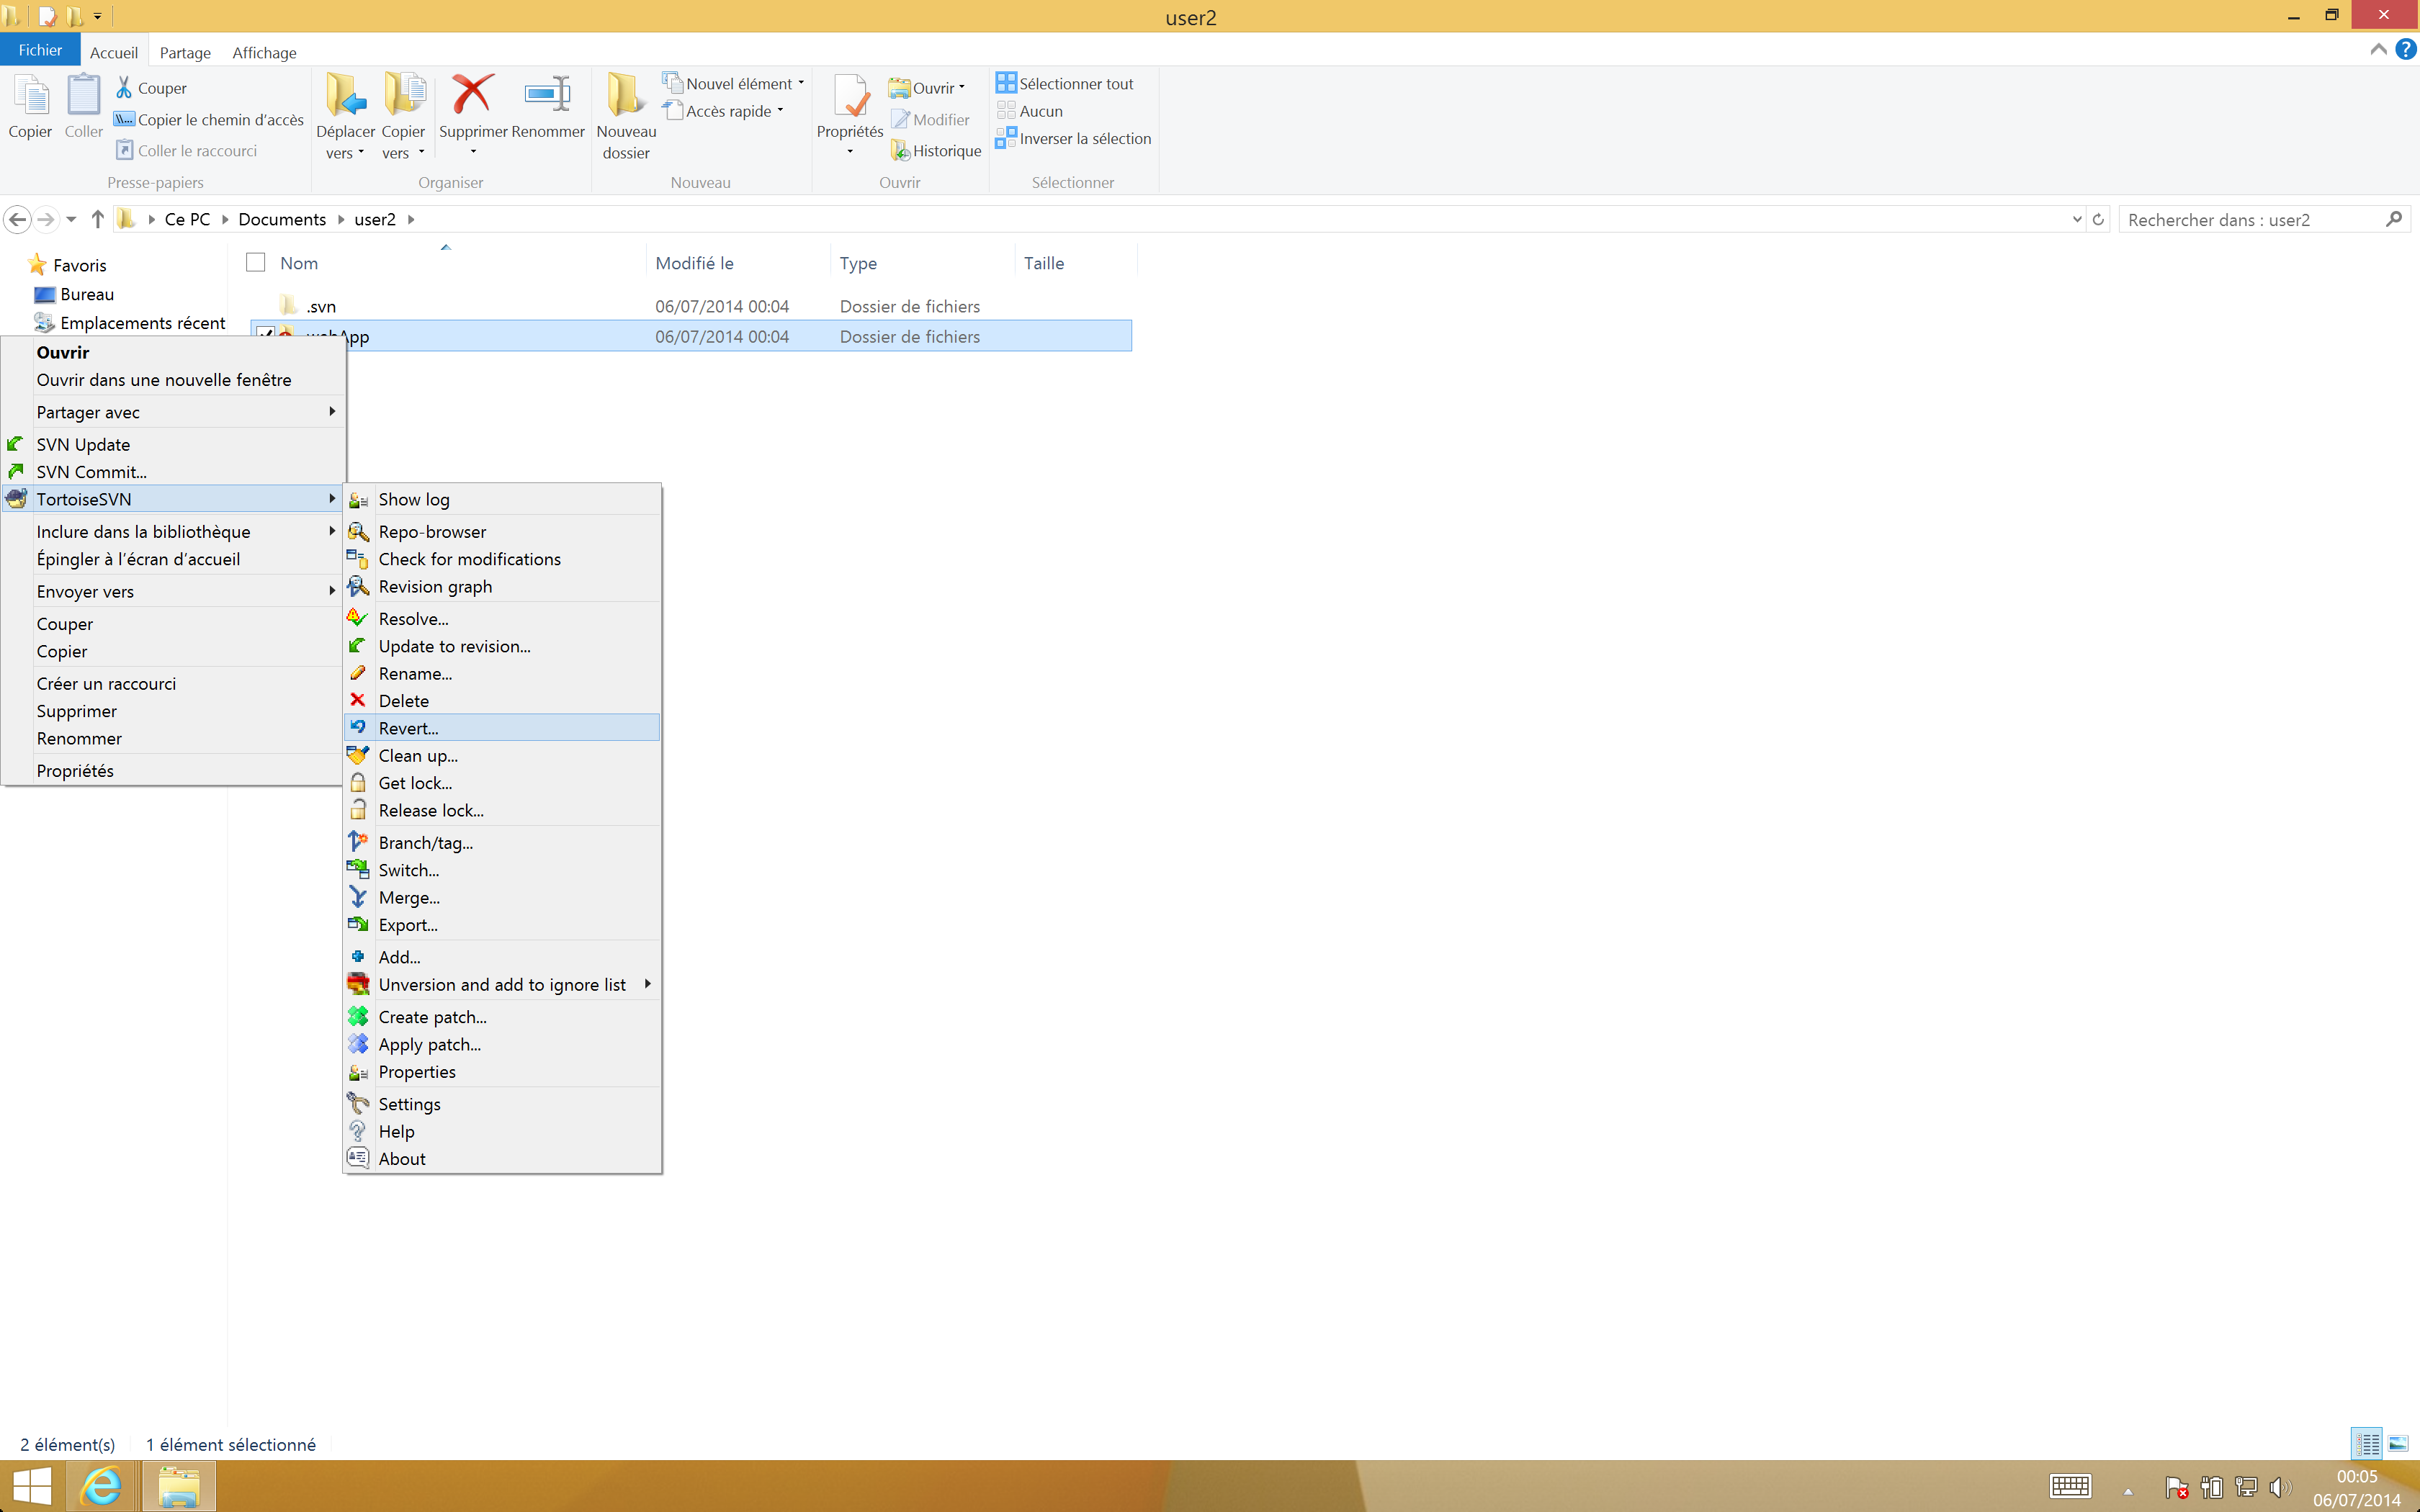 user2
Fichier
Accueil
Partage
Affichage
Copier
Coller
Couper
Copier le chemin d'accès
Coller le raccourci
Presse-papiers
Déplacer vers
Copier vers
Supprimer
Renommer
Organiser
Nouveau dossier
Nouvel élément
Accès rapide
Nouveau
Propriétés
Ouvrir
Modifier
Historique
Ouvrir
Sélectionner tout
Aucun
Inverser la sélection
Sélectionner
Ce PC
Documents
user2
Rechercher dans : user2
Favoris
Bureau
Emplacements récent
Nom
Modifié le
Type
Taille
.svn
06/07/2014 00:04
Dossier de fichiers
webApp
06/07/2014 00:04
Dossier de fichiers
Ouvrir
Ouvrir dans une nouvelle fenêtre
Partager avec
SVN Update
SVN Commit...
TortoiseSVN
Inclure dans la bibliothèque
Épingler à l'écran d'accueil
Envoyer vers
Couper
Copier
Créer un raccourci
Supprimer
Renommer
Propriétés
Show log
Repo-browser
Check for modifications
Revision graph
Resolve...
Update to revision...
Rename...
Delete
Revert...
Clean up...
Get lock...
Release lock...
Branch/tag...
Switch...
Merge...
Export...
Add...
Unversion and add to ignore list
Create patch...
Apply patch...
Properties
Settings
Help
About
2 élément(s)
1 élément sélectionné
00:05
06/07/2014